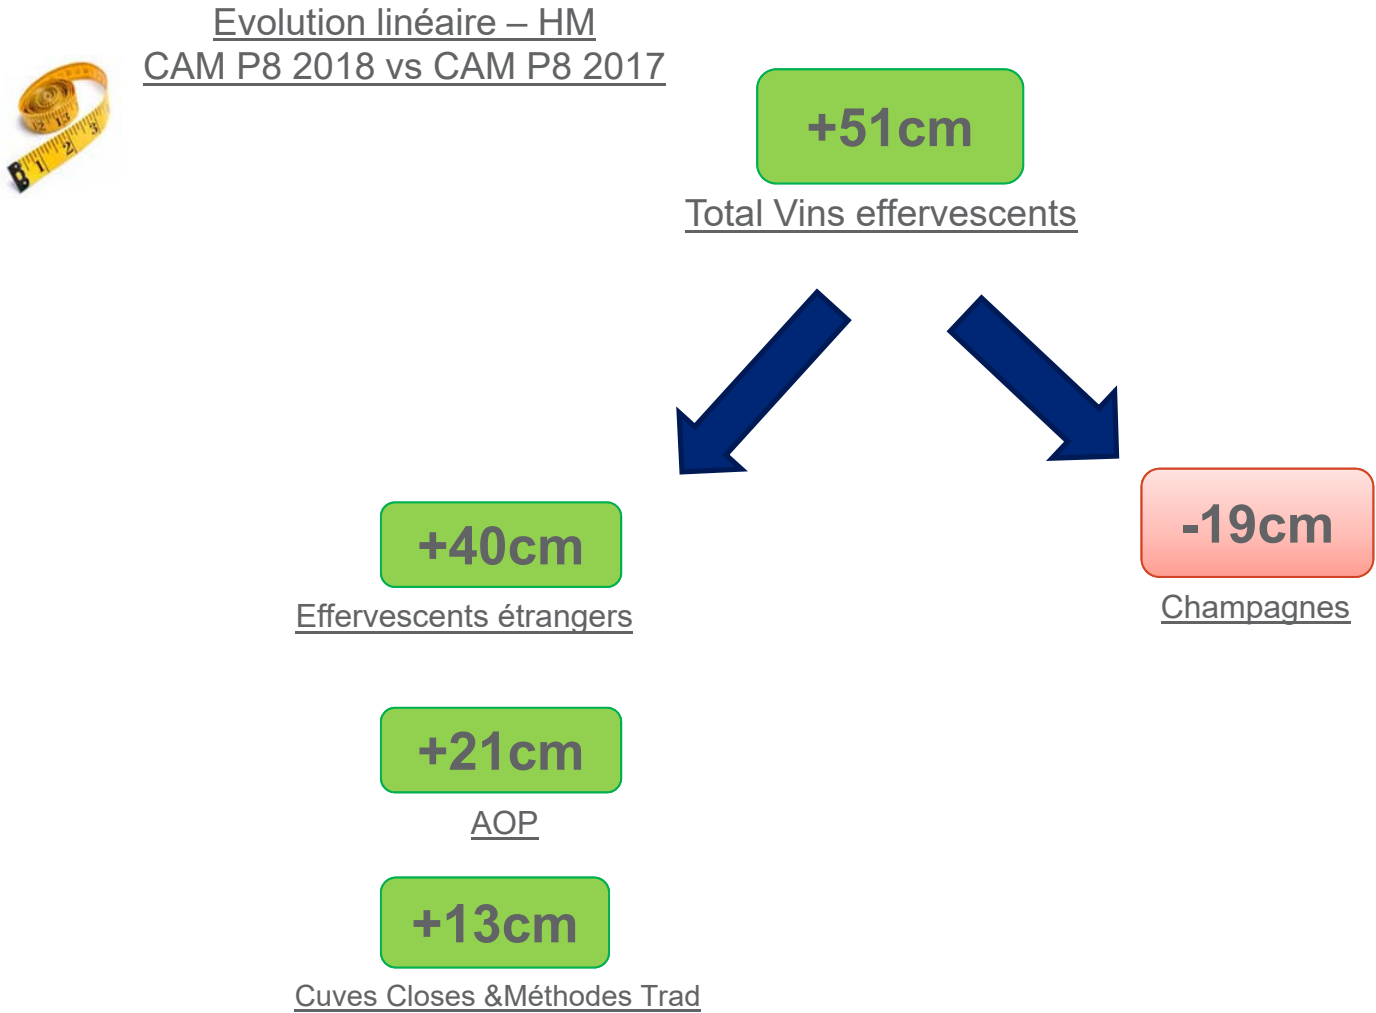 Evolution linéaire – HM
CAM P8 2018 vs CAM P8 2017
+51cm
Total Vins effervescents
+40cm
Effervescents étrangers
-19cm
Champagnes
+21cm
AOP
+13cm
Cuves Closes &Méthodes Trad